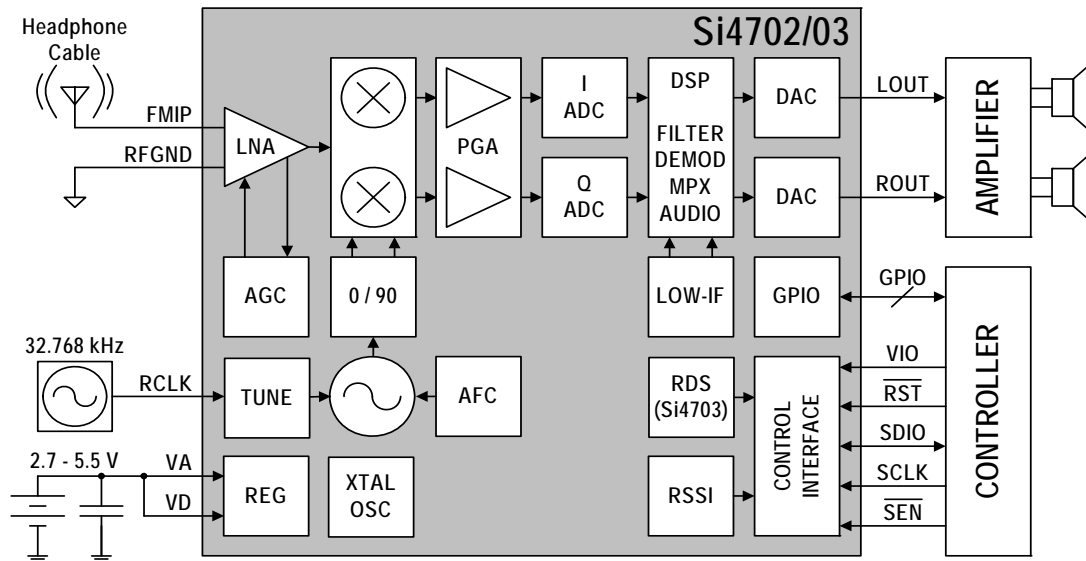 Si4702/03
Headphone
Cable
FMIP
RFGND
LNA
PGA
I
ADC
Q
ADC
DSP
FILTER
DEMOD
MPX
AUDIO
DAC
DAC
LOUT
ROUT
AMPLIFIER
AGC
0 / 90
LOW-IF
GPIO
GPIO
32.768 kHz
RCLK
TUNE
AFC
RDS
(Si4703)
CONTROL
INTERFACE
VIO
RST
SDIO
SCLK
SEN
CONTROLLER
2.7 - 5.5 V
VA
VD
REG
XTAL
OSC
RSSI